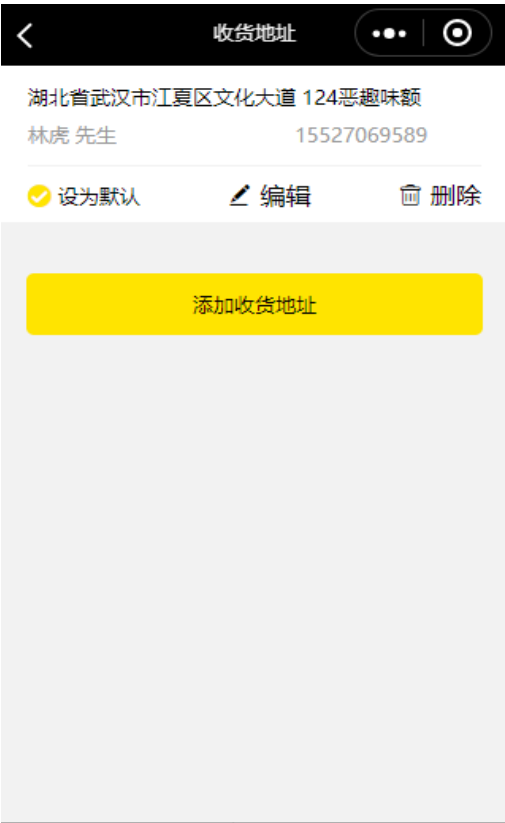 收货地址
湖北省武汉市江夏区文化大道 124恶趣味额
林虎 先生 15527069589
设为默认 编辑 删除
添加收货地址